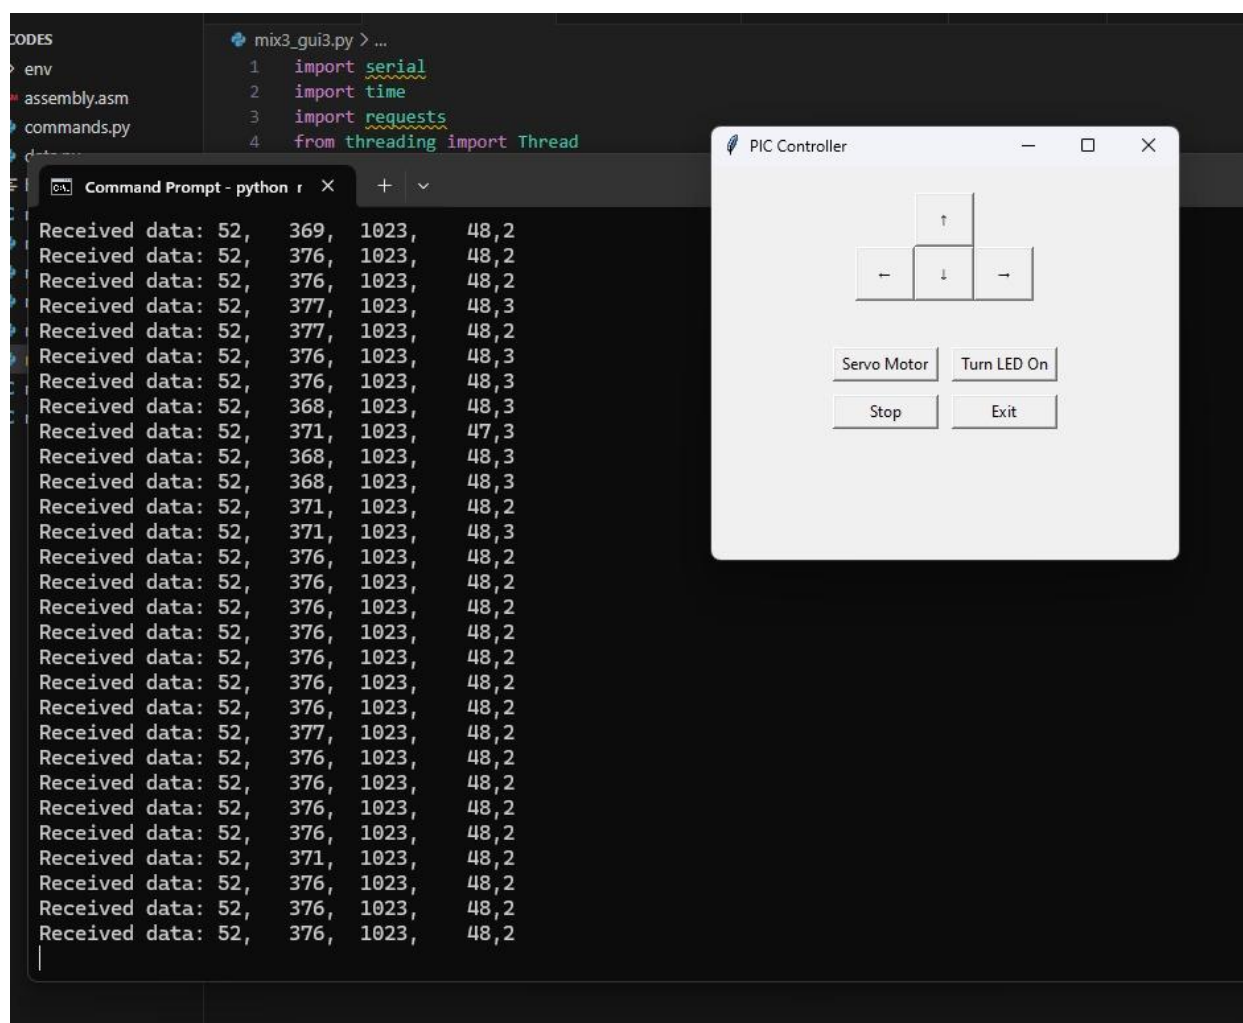 CODES
env
assembly.asm
commands.py
mix3_gui3.py > ...
1 import serial
2 import time
3 import requests
4 from threading import Thread
Command Prompt - python
Received data: 52,   369,  1023,    48,2
Received data: 52,   376,  1023,    48,2
Received data: 52,   376,  1023,    48,2
Received data: 52,   377,  1023,    48,3
Received data: 52,   377,  1023,    48,2
Received data: 52,   376,  1023,    48,3
Received data: 52,   376,  1023,    48,3
Received data: 52,   368,  1023,    48,3
Received data: 52,   371,  1023,    47,3
Received data: 52,   368,  1023,    48,3
Received data: 52,   368,  1023,    48,3
Received data: 52,   371,  1023,    48,2
Received data: 52,   371,  1023,    48,3
Received data: 52,   376,  1023,    48,2
Received data: 52,   376,  1023,    48,2
Received data: 52,   376,  1023,    48,2
Received data: 52,   376,  1023,    48,2
Received data: 52,   376,  1023,    48,2
Received data: 52,   376,  1023,    48,2
Received data: 52,   376,  1023,    48,2
Received data: 52,   377,  1023,    48,2
Received data: 52,   376,  1023,    48,2
Received data: 52,   376,  1023,    48,2
Received data: 52,   376,  1023,    48,2
Received data: 52,   376,  1023,    48,2
Received data: 52,   371,  1023,    48,2
Received data: 52,   376,  1023,    48,2
Received data: 52,   376,  1023,    48,2
Received data: 52,   376,  1023,    48,2
PIC Controller
↑
← ↓ →
Servo Motor Turn LED On
Stop Exit